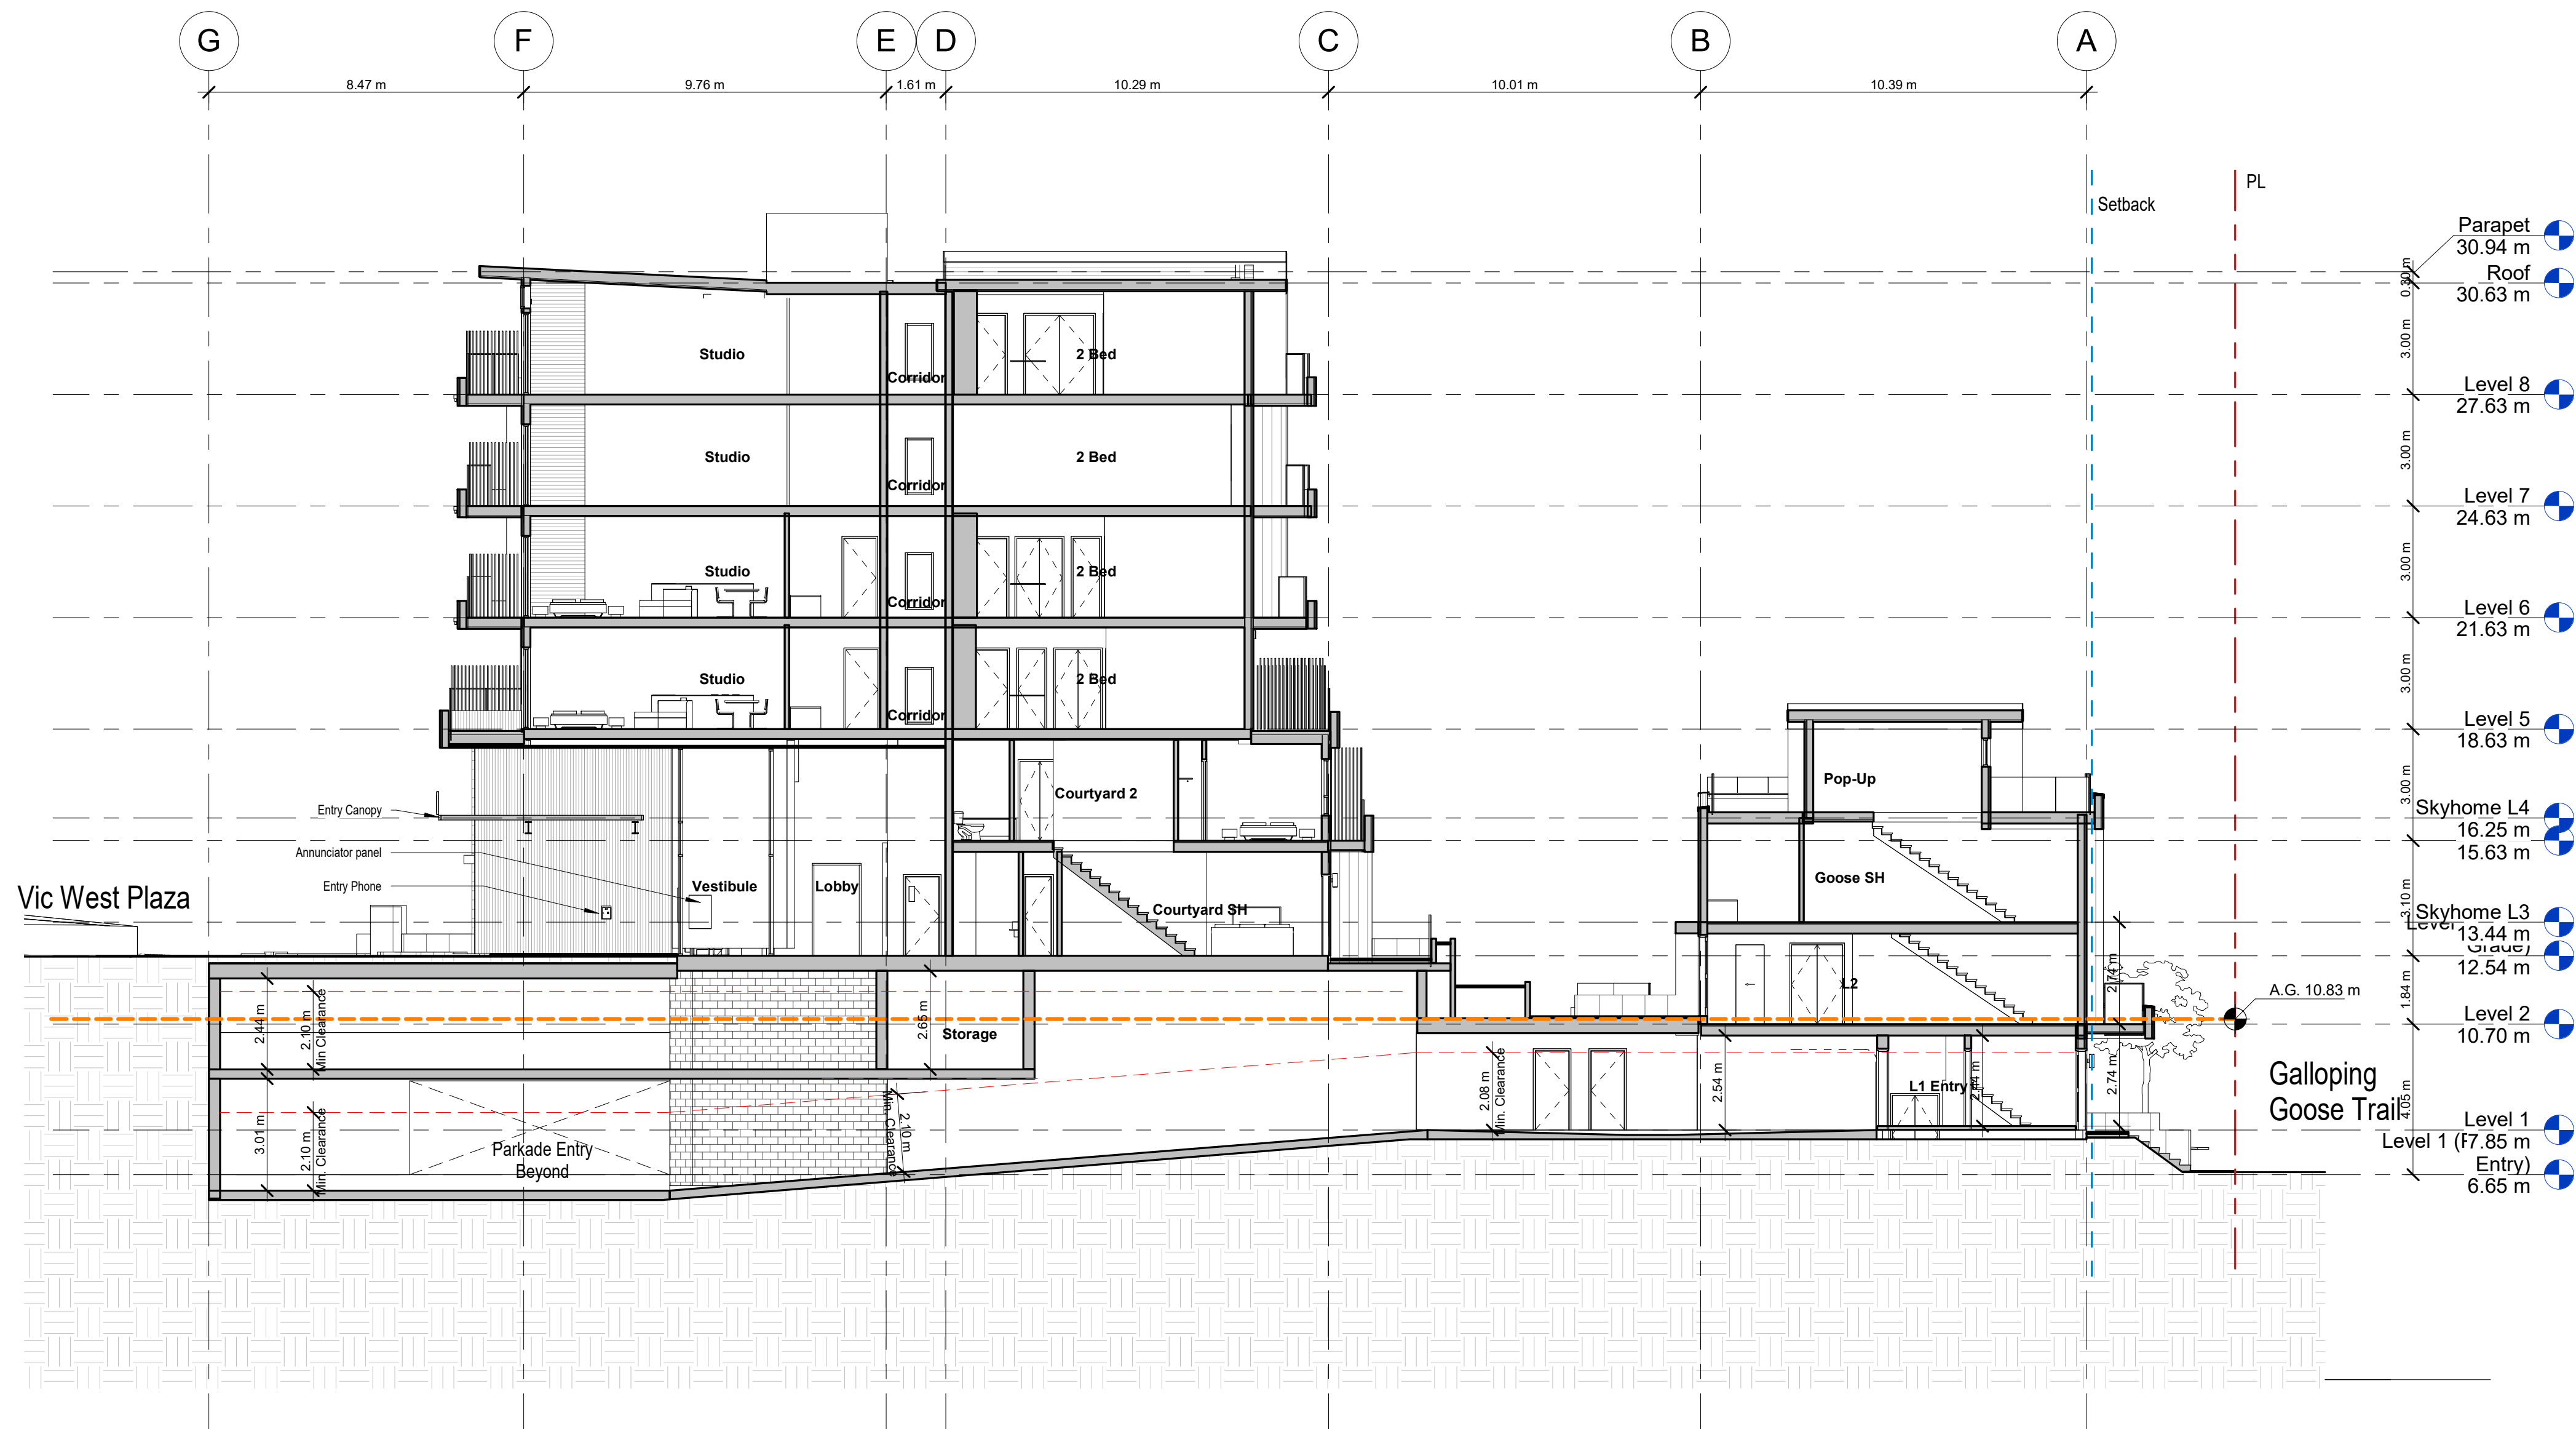 G
F
E
D
C
B
A
8.47 m
9.76 m
1.61 m
10.29 m
10.01 m
10.39 m
PL
Setback
Parapet
30.94 m
0.30 m
Roof
30.63 m
3.00 m
Studio
Corridor
2 Bed
Level 8
27.63 m
3.00 m
Studio
Corridor
2 Bed
Level 7
24.63 m
3.00 m
Studio
Corridor
2 Bed
Level 6
21.63 m
3.00 m
Studio
Corridor
2 Bed
Level 5
18.63 m
3.00 m
Pop-Up
Courtyard 2
Entry Canopy
Skyhome L4
16.25 m
15.63 m
Annunciator panel
Entry Phone
Vestibule
Lobby
Goose SH
Courtyard SH
Vic West Plaza
3.10 m
Skyhome L3
13.44 m
Grade)
12.54 m
2.74 m
L2
A.G. 10.83 m
1.84 m
Level 2
10.70 m
2.44 m
2.10 m
Min Clearance
2.65 m
Storage
Galloping
Goose Trail
4.05 m
2.08 m
Min. Clearance
2.54 m
L1 Entry
2.74 m
Level 1
7.85 m
Level 1 (
Entry)
6.65 m
3.01 m
2.10 m
Min. Clearance
Parkade Entry
Beyond
Min. Clearance
2.10 m